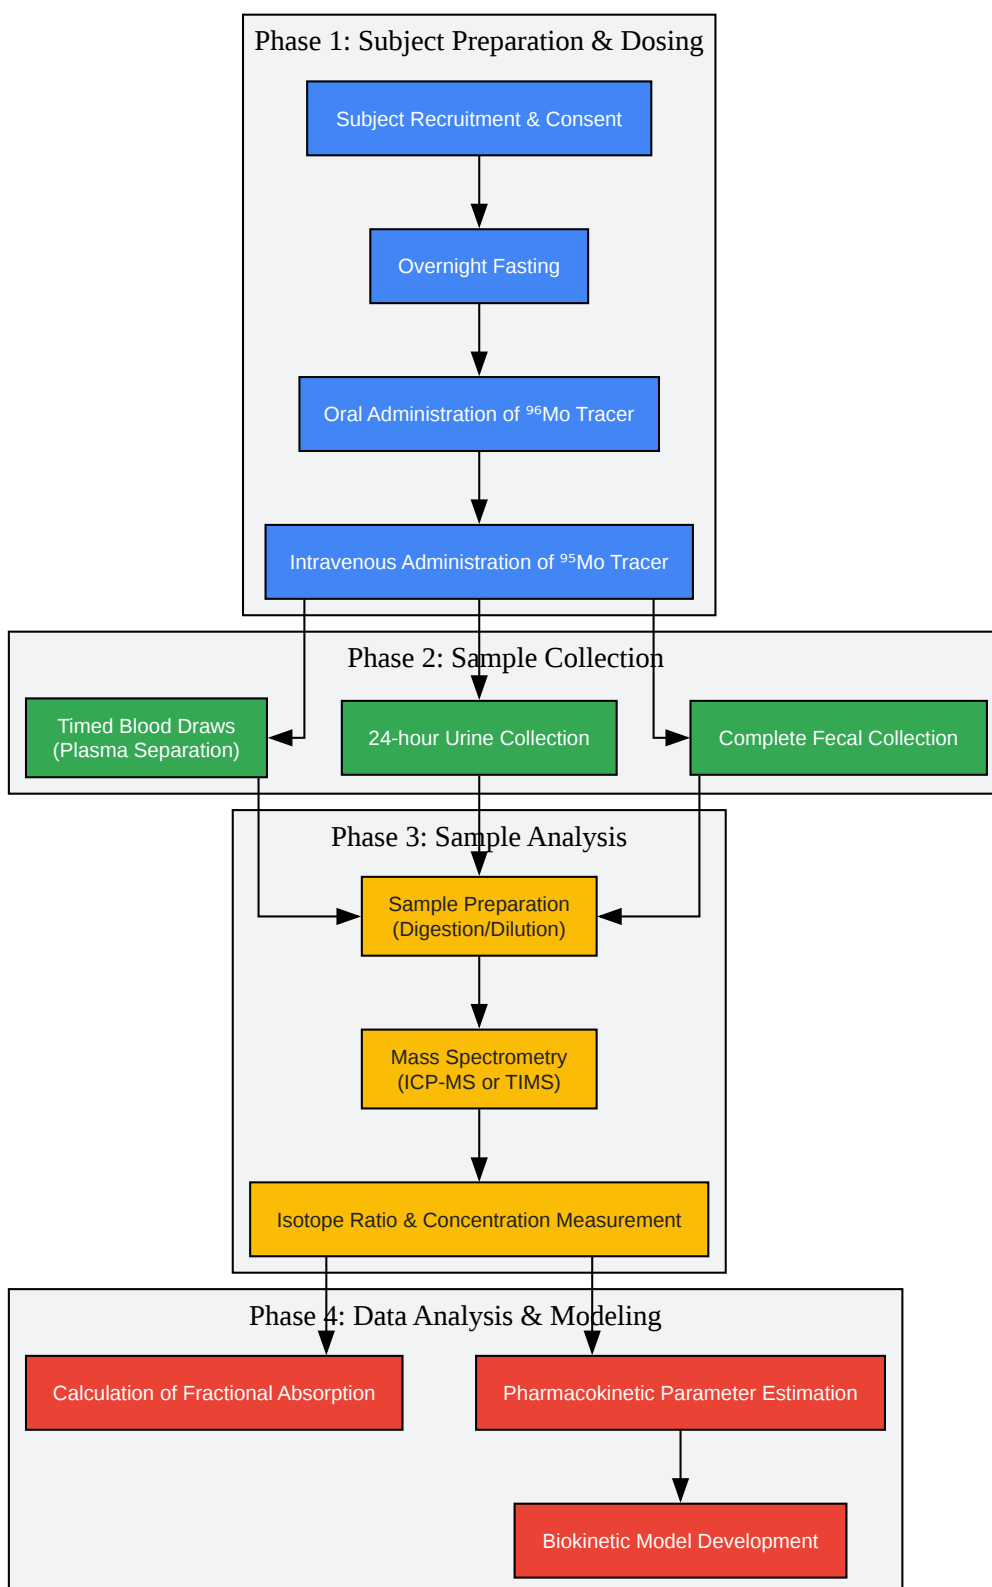 Phase 1: Subject Preparation & Dosing
Subject Recruitment & Consent
Overnight Fasting
Oral Administration of ⁹⁶Mo Tracer
Intravenous Administration of ⁹⁵Mo Tracer
Phase 2: Sample Collection
Timed Blood Draws
(Plasma Separation)
24-hour Urine Collection
Complete Fecal Collection
Phase 3: Sample Analysis
Sample Preparation
(Digestion/Dilution)
Mass Spectrometry
(ICP-MS or TIMS)
Isotope Ratio & Concentration Measurement
Phase 4: Data Analysis & Modeling
Calculation of Fractional Absorption
Pharmacokinetic Parameter Estimation
Biokinetic Model Development